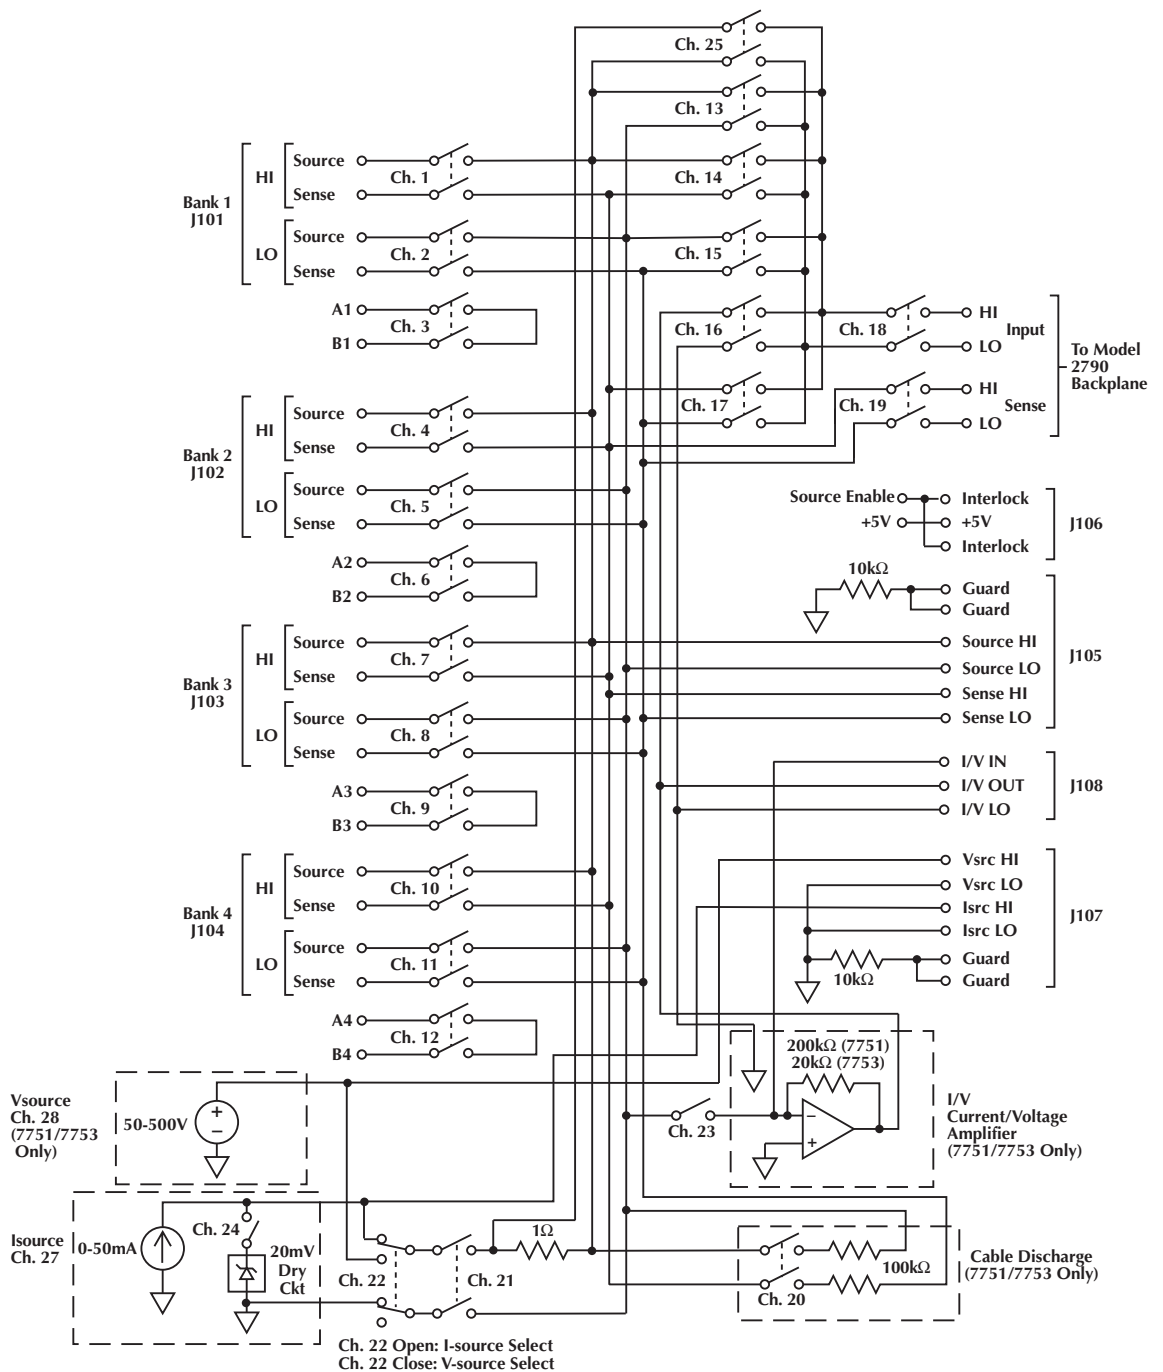 Ch. 25
Ch. 13
Bank 1
J101
HI
Source
Sense
Ch. 1
Ch. 14
LO
Source
Sense
Ch. 2
Ch. 15
A1
B1
Ch. 3
Ch. 16
Ch. 18
HI
Input
LO
To Model
2790
Backplane
Ch. 17
Ch. 19
HI
Sense
LO
Bank 2
J102
HI
Source
Sense
Ch. 4
LO
Source
Sense
Ch. 5
Source Enable
Interlock
+5V
+5V
Interlock
J106
A2
B2
Ch. 6
10kΩ
Guard
Guard
Source HI
Source LO
Sense HI
Sense LO
J105
Bank 3
J103
HI
Source
Sense
Ch. 7
LO
Source
Sense
Ch. 8
I/V IN
I/V OUT
I/V LO
J108
A3
B3
Ch. 9
Bank 4
J104
HI
Source
Sense
Ch. 10
LO
Source
Sense
Ch. 11
Vsrc HI
Vsrc LO
Isrc HI
Isrc LO
Guard
Guard
10kΩ
J107
A4
B4
Ch. 12
200kΩ (7751)
20kΩ (7753)
−
+
Ch. 23
I/V
Current/Voltage
Amplifier
(7751/7753 Only)
Vsource
Ch. 28
(7751/7753
Only)
50-500V
+
−
Isource
Ch. 27
0-50mA
Ch. 24
20mV
Dry
Ckt
Ch. 22
Ch. 21
1Ω
100kΩ
Ch. 20
Cable Discharge
(7751/7753 Only)
Ch. 22 Open: I-source Select
Ch. 22 Close: V-source Select